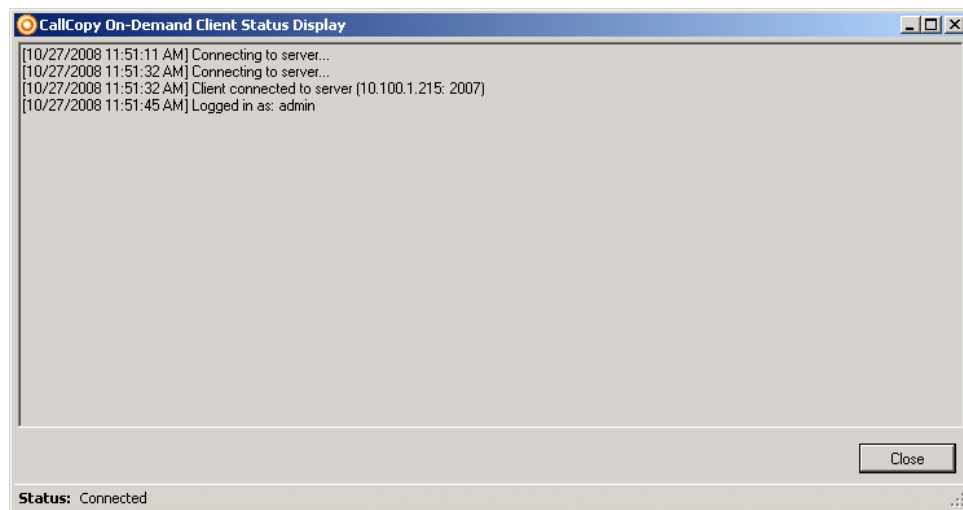 CallCopy On-Demand Client Status Display
[10/27/2008 11:51:11 AM] Connecting to server...
[10/27/2008 11:51:32 AM] Connecting to server...
[10/27/2008 11:51:32 AM] Client connected to server (10.100.1.215: 2007)
[10/27/2008 11:51:45 AM] Logged in as: admin
Close
Status: Connected